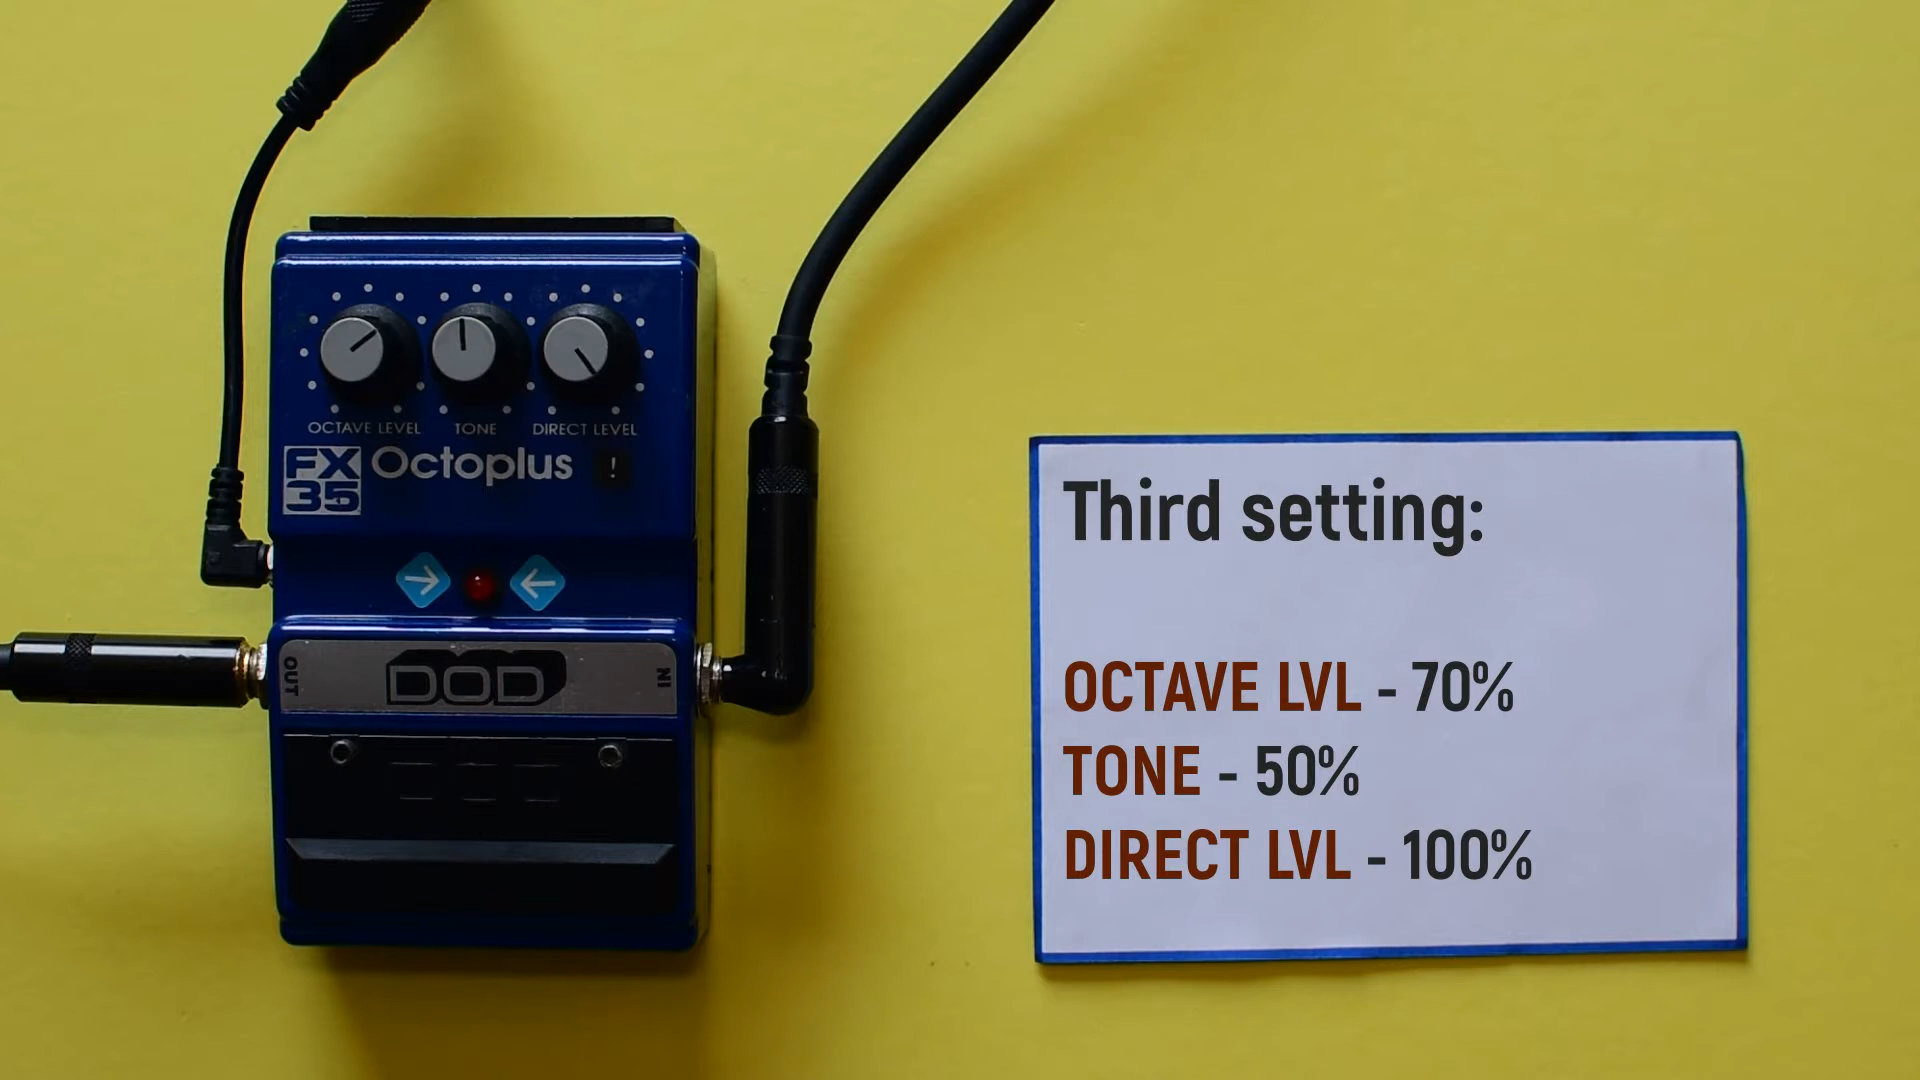 OCTAVE LEVEL TONE DIRECT LEVEL
FX
35
Octoplus !
OUT
DOD
IN
Third setting:
OCTAVE LVL - 70%
TONE - 50%
DIRECT LVL - 100%